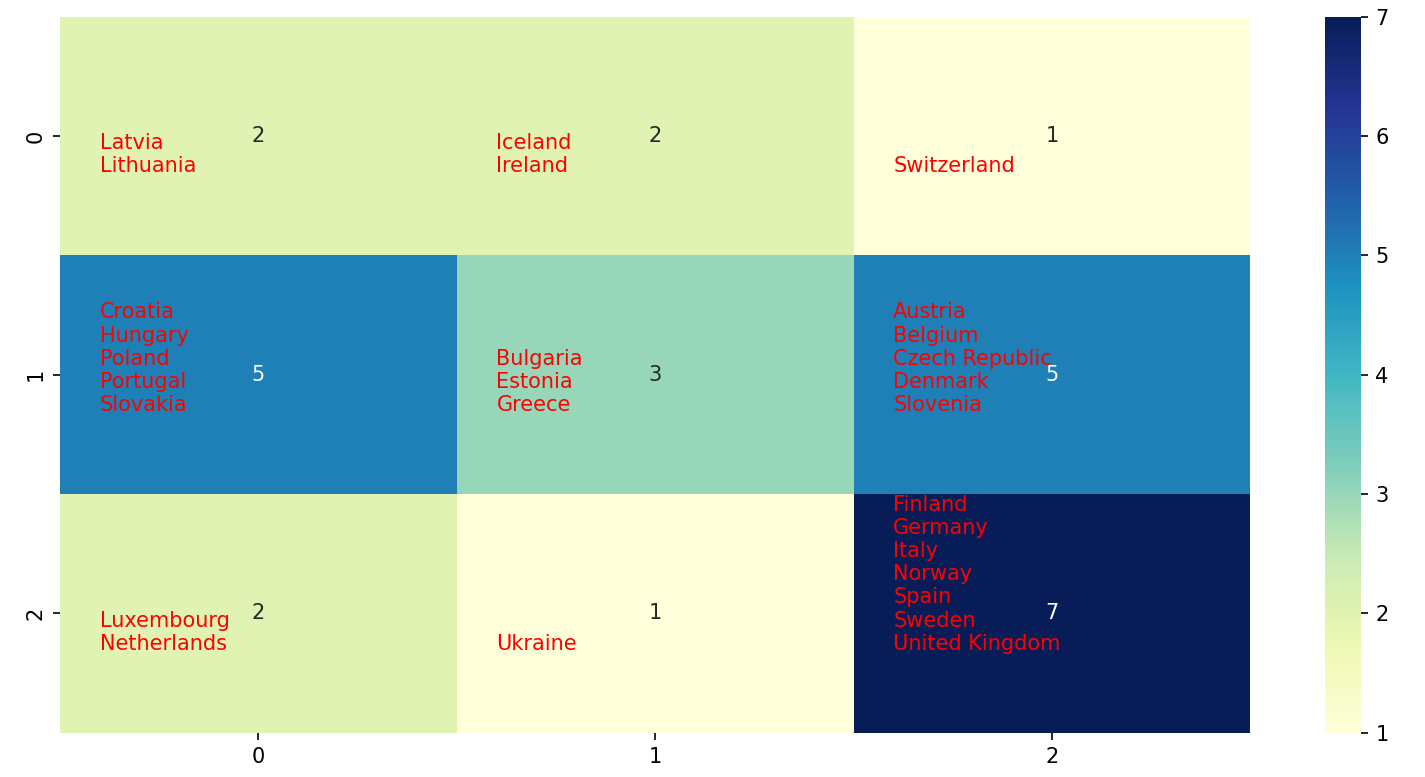 7
0
Latvia
Lithuania
2
Iceland
Ireland
2
Switzerland
1
6
5
1
Croatia
Hungary
Poland
Portugal
Slovakia
5
Bulgaria
Estonia
Greece
3
Austria
Belgium
Czech Republic
Denmark
Slovenia
5
4
3
2
Luxembourg
Netherlands
2
Ukraine
1
Finland
Germany
Italy
Norway
Spain
Sweden
United Kingdom
7
2
1
0
1
2